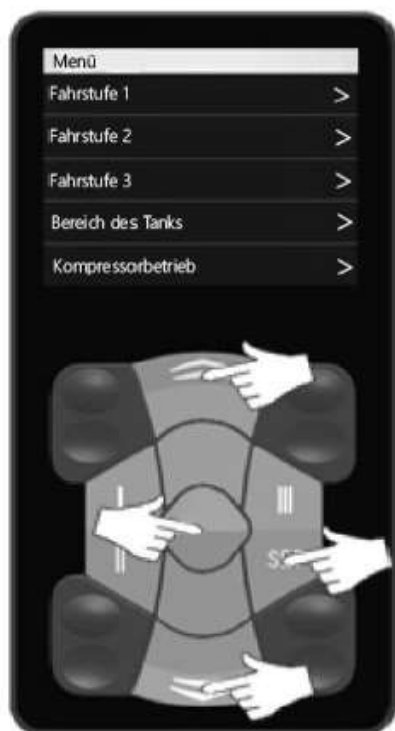 Menü
Fahrstufe 1 >
Fahrstufe 2 >
Fahrstufe 3 >
Bereich des Tanks >
Kompressorbetrieb >
I
III
II